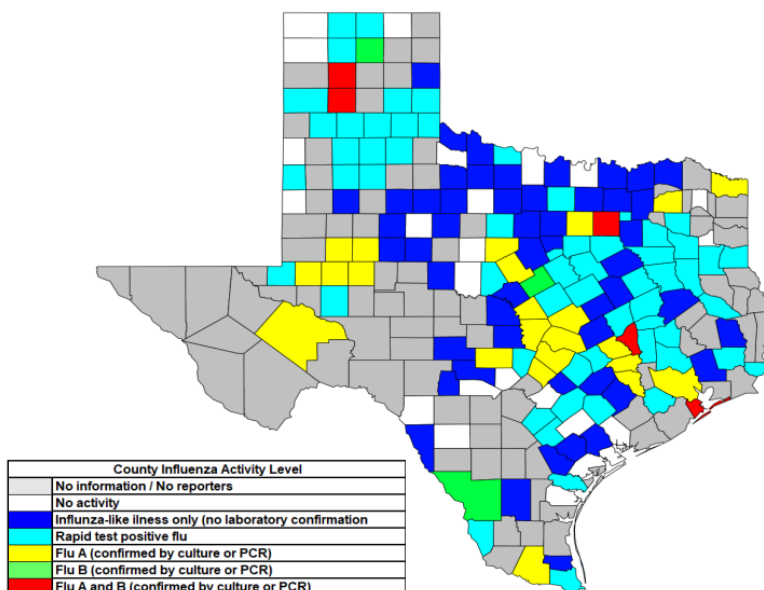 County Influenza Activity Level
No information / No reporters
No activity
Influnza-like ilness only (no laboratory confirmation
Rapid test positive flu
Flu A (confirmed by culture or PCR)
Flu B (confirmed by culture or PCR)
Flu A and B (confirmed by culture or PCR)